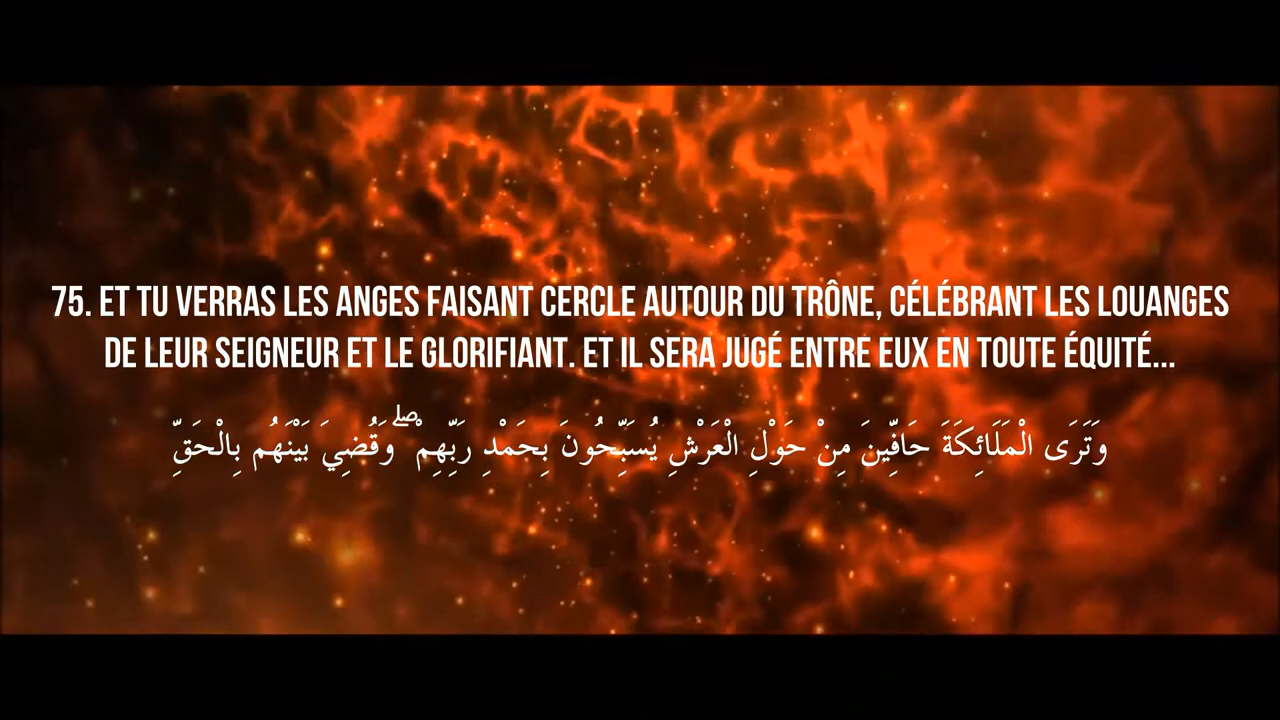 75. ET TU VERRAS LES ANGES FAISANT CERCLE AUTOUR DU TRÔNE, CÉLÉBRANT LES LOUANGES
DE LEUR SEIGNEUR ET LE GLORIFIANT. ET IL SERA JUGÉ ENTRE EUX EN TOUTE ÉQUITÉ...
وَتَرَى الْمَلَائِكَةَ حَافِّينَ مِنْ حَوْلِ الْعَرْشِ يُسَبِّحُونَ بِحَمْدِ رَبِّهِمْ ۖ وَقُضِيَ بَيْنَهُم بِالْحَقِّ